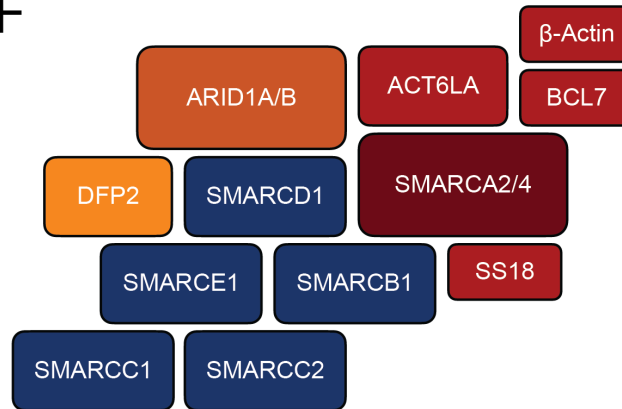 F
β-Actin
ARID1A/B
ACT6LA
BCL7
DFP2
SMARCD1
SMARCA2/4
SMARCE1
SMARCB1
SS18
SMARCC1
SMARCC2